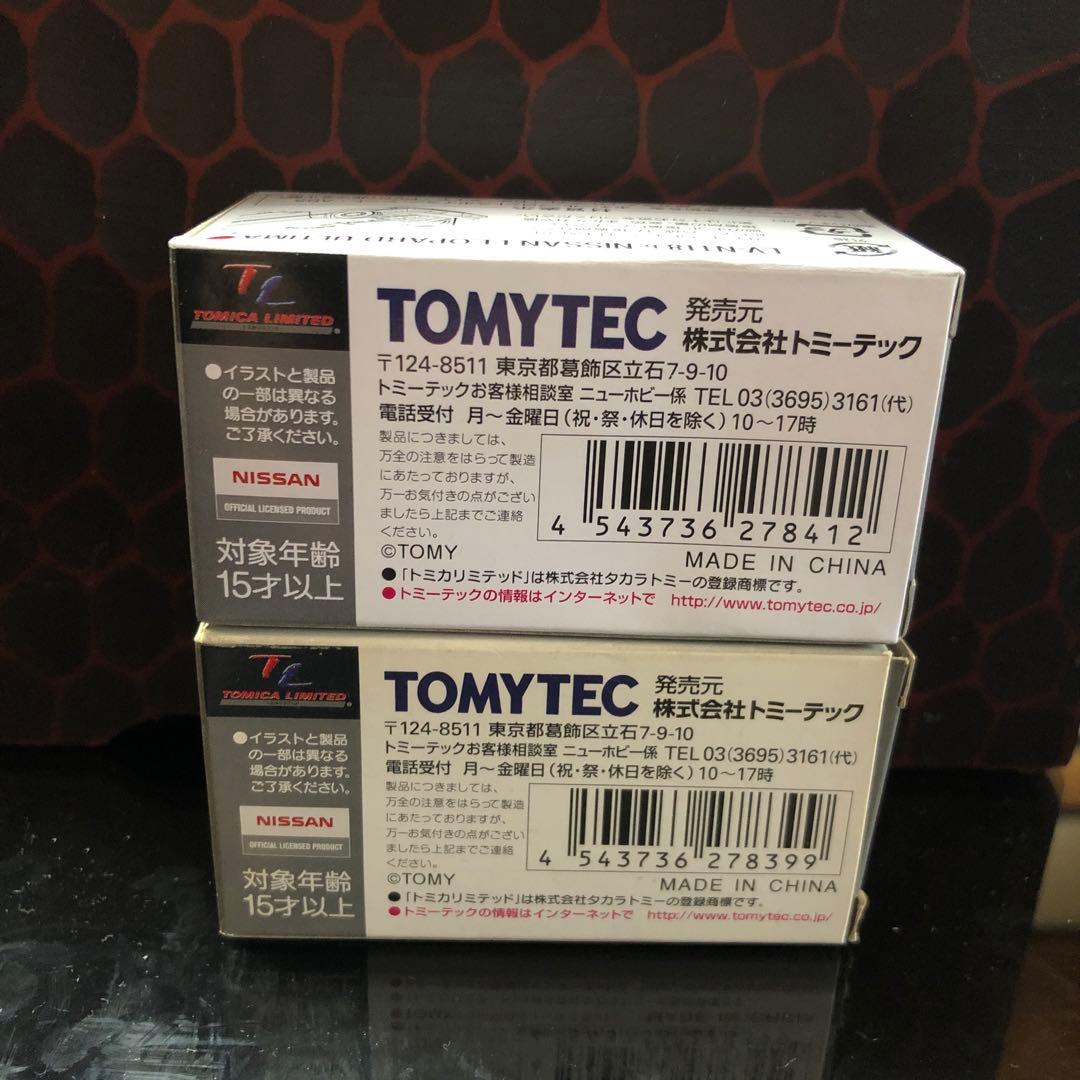 LV-N118b NISSAN LEOPARD ULTIMA
TOMICA LIMITED
●イラストと製品
の一部は異なる
場合があります。
ご了承ください。
NISSAN
OFFICIAL LICENSED PRODUCT
対象年齢
15才以上
TOMYTEC 発売元
株式会社トミーテック
〒124-8511 東京都葛飾区立石7-9-10
トミーテックお客様相談室 ニューホビー係 TEL 03(3695)3161(代)
電話受付 月～金曜日(祝・祭・休日を除く)10～17時
製品につきましては、
万全の注意をはらって製造
にあたっておりますが、
万一お気付きの点がござい
ましたら上記までご連絡
ください。
4 543736 278412
©TOMY
MADE IN CHINA
●「トミカリミテッド」は株式会社タカラトミーの登録商標です。
●トミーテックの情報はインターネットで http://www.tomytec.co.jp/
TOMICA LIMITED
●イラストと製品
の一部は異なる
場合があります。
ご了承ください。
NISSAN
OFFICIAL LICENSED PRODUCT
対象年齢
15才以上
TOMYTEC 発売元
株式会社トミーテック
〒124-8511 東京都葛飾区立石7-9-10
トミーテックお客様相談室 ニューホビー係 TEL 03(3695)3161(代)
電話受付 月～金曜日(祝・祭・休日を除く)10～17時
製品につきましては、
万全の注意をはらって製造
にあたっておりますが、
万一お気付きの点がござい
ましたら上記までご連絡
ください。
4 543736 278399
©TOMY
MADE IN CHINA
●「トミカリミテッド」は株式会社タカラトミーの登録商標です。
●トミーテックの情報はインターネットで http://www.tomytec.co.jp/